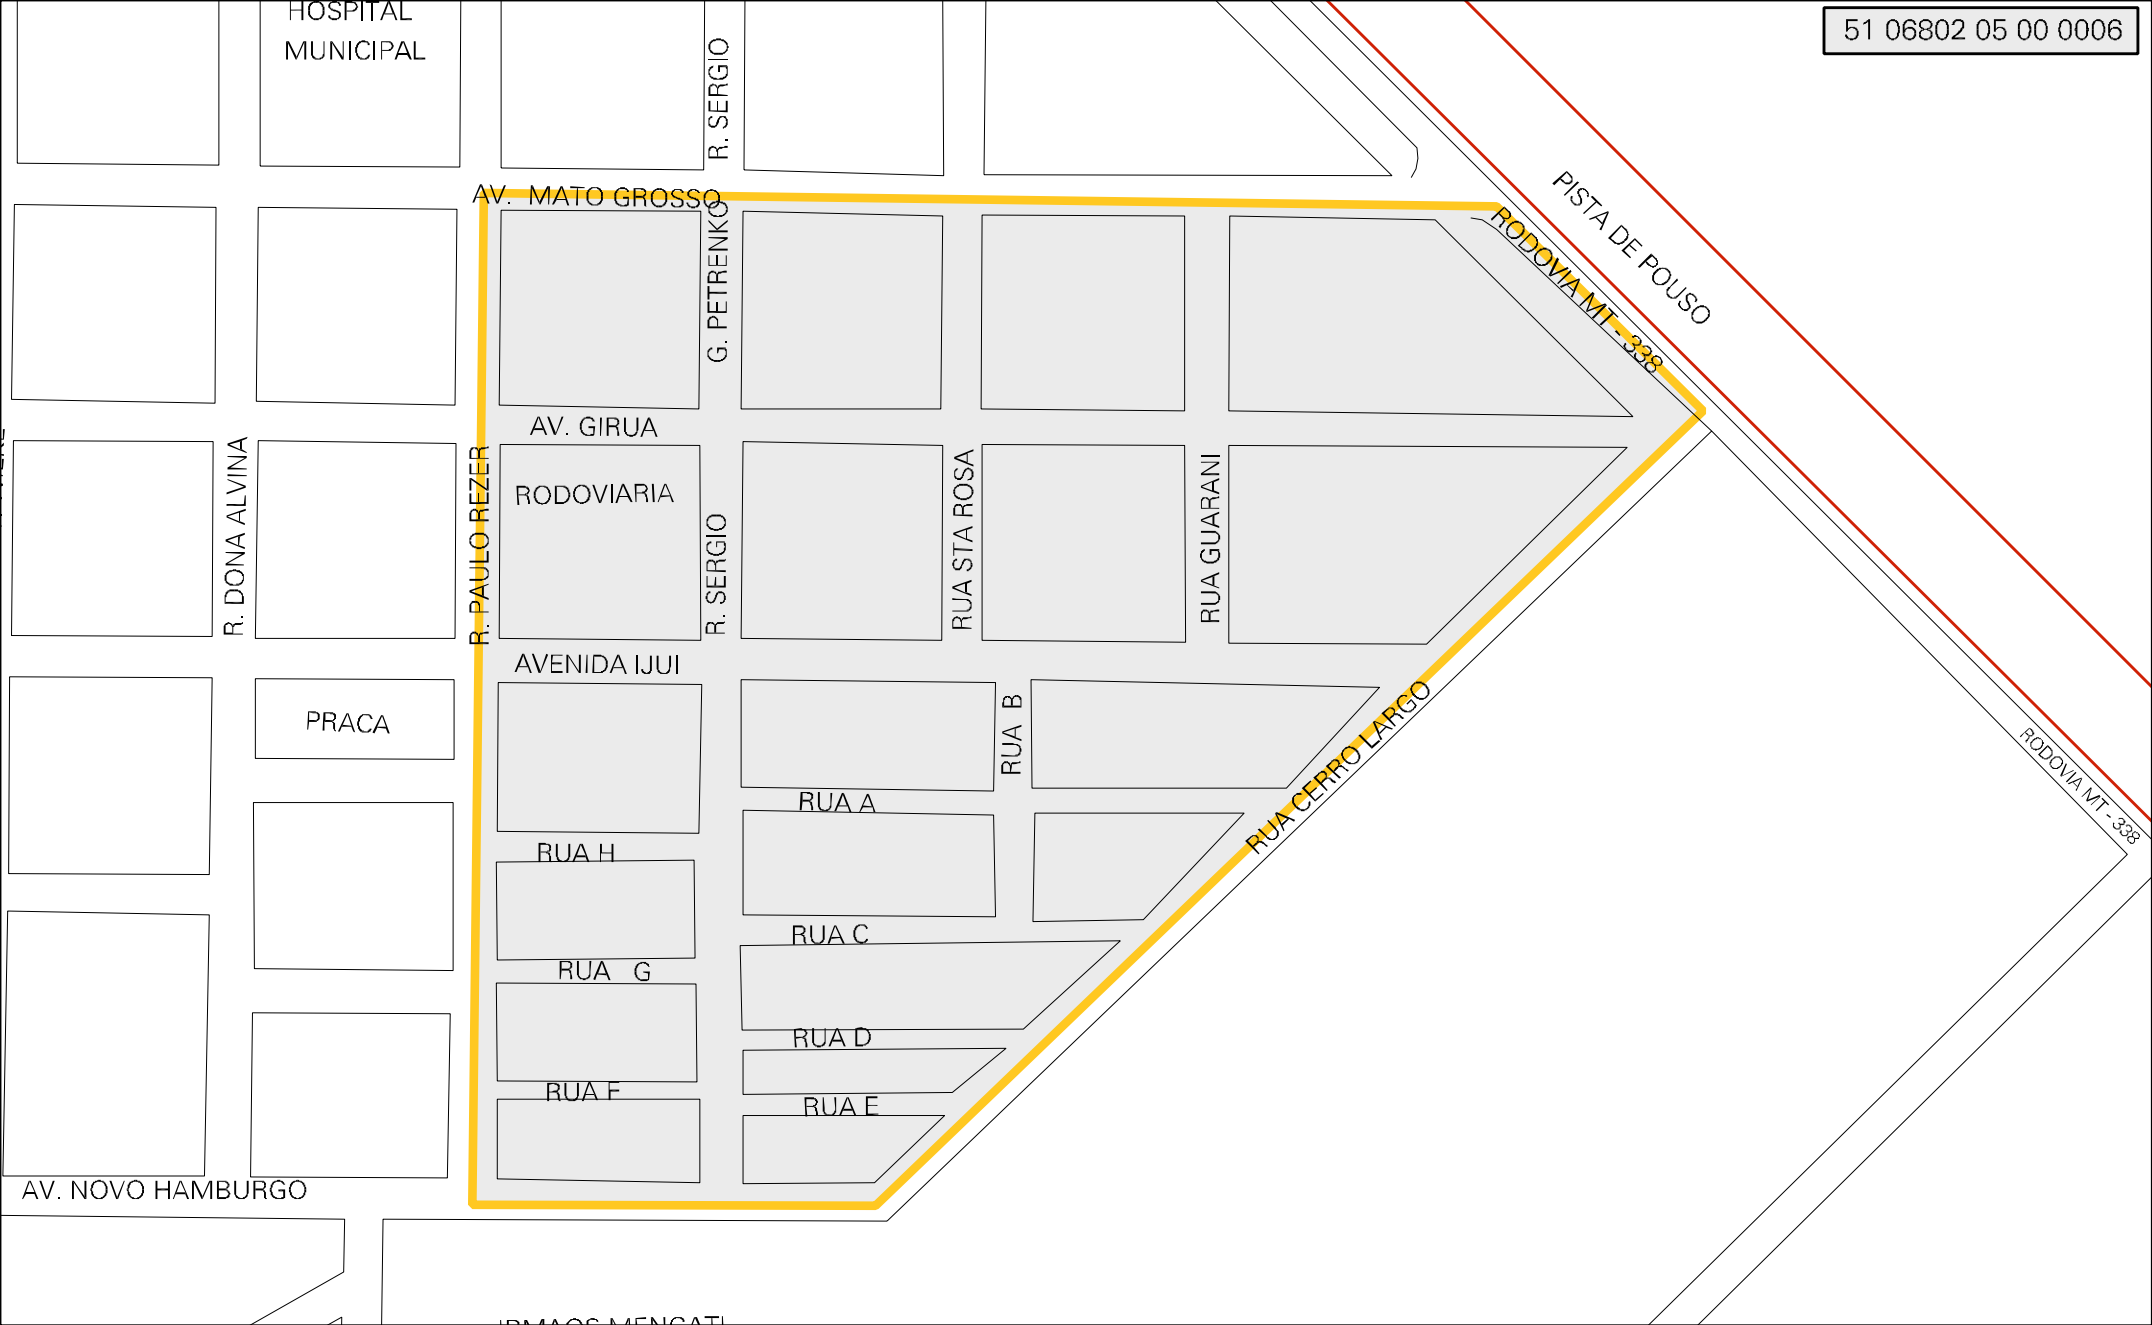 HOSPITAL
MUNICIPAL
51 06802 05 00 0006
R. SERGIO
AV. MATO GROSSO
G. PETRENKO
RODOVIA MT - 338
PISTA DE POUSO
AV. GIRUA
R. DONA ALVINA
R. PAULO REZER
RODOVIARIA
R. SERGIO
RUA STA ROSA
RUA GUARANI
AVENIDA IJUI
PRACA
RUA B
RUA CERRO LARGO
RODOVIA MT - 338
RUA A
RUA H
RUA C
RUA G
RUA D
RUA F
RUA E
AV. NOVO HAMBURGO